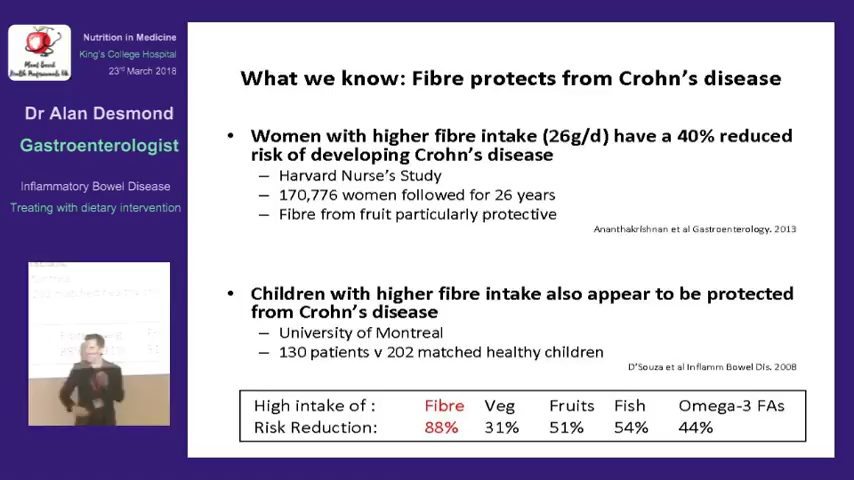 Plant Based
Health Professionals UK
Nutrition in Medicine
King's College Hospital
23rd March 2018
Dr Alan Desmond
Gastroenterologist
Inflammatory Bowel Disease
Treating with dietary intervention
What we know: Fibre protects from Crohn's disease
• Women with higher fibre intake (26g/d) have a 40% reduced
risk of developing Crohn's disease
– Harvard Nurse's Study
– 170,776 women followed for 26 years
– Fibre from fruit particularly protective
Ananthakrishnan et al Gastroenterology. 2013
• Children with higher fibre intake also appear to be protected
from Crohn's disease
– University of Montreal
– 130 patients v 202 matched healthy children
D'Souza et al Inflamm Bowel Dis. 2008
High intake of : Fibre Veg Fruits Fish Omega-3 FAs
Risk Reduction: 88% 31% 51% 54% 44%